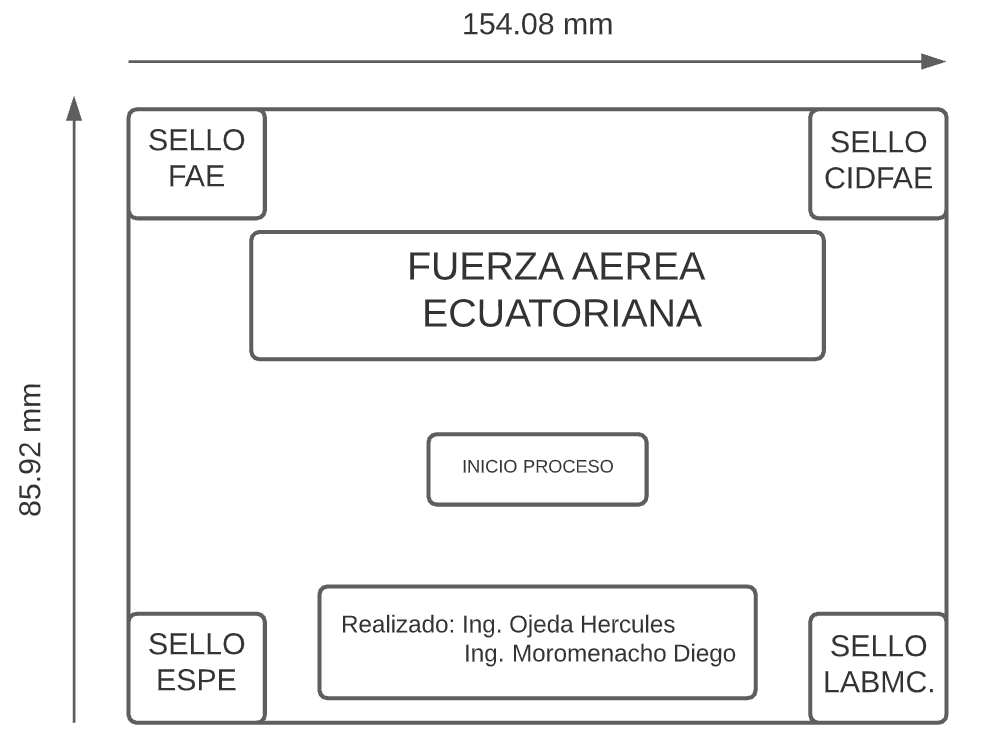 154.08 mm
SELLO
FAE
SELLO
CIDFAE
FUERZA AEREA
ECUATORIANA
85.92 mm
INICIO PROCESO
Realizado: Ing. Ojeda Hercules
Ing. Moromenacho Diego
SELLO
ESPE
SELLO
LABMC.